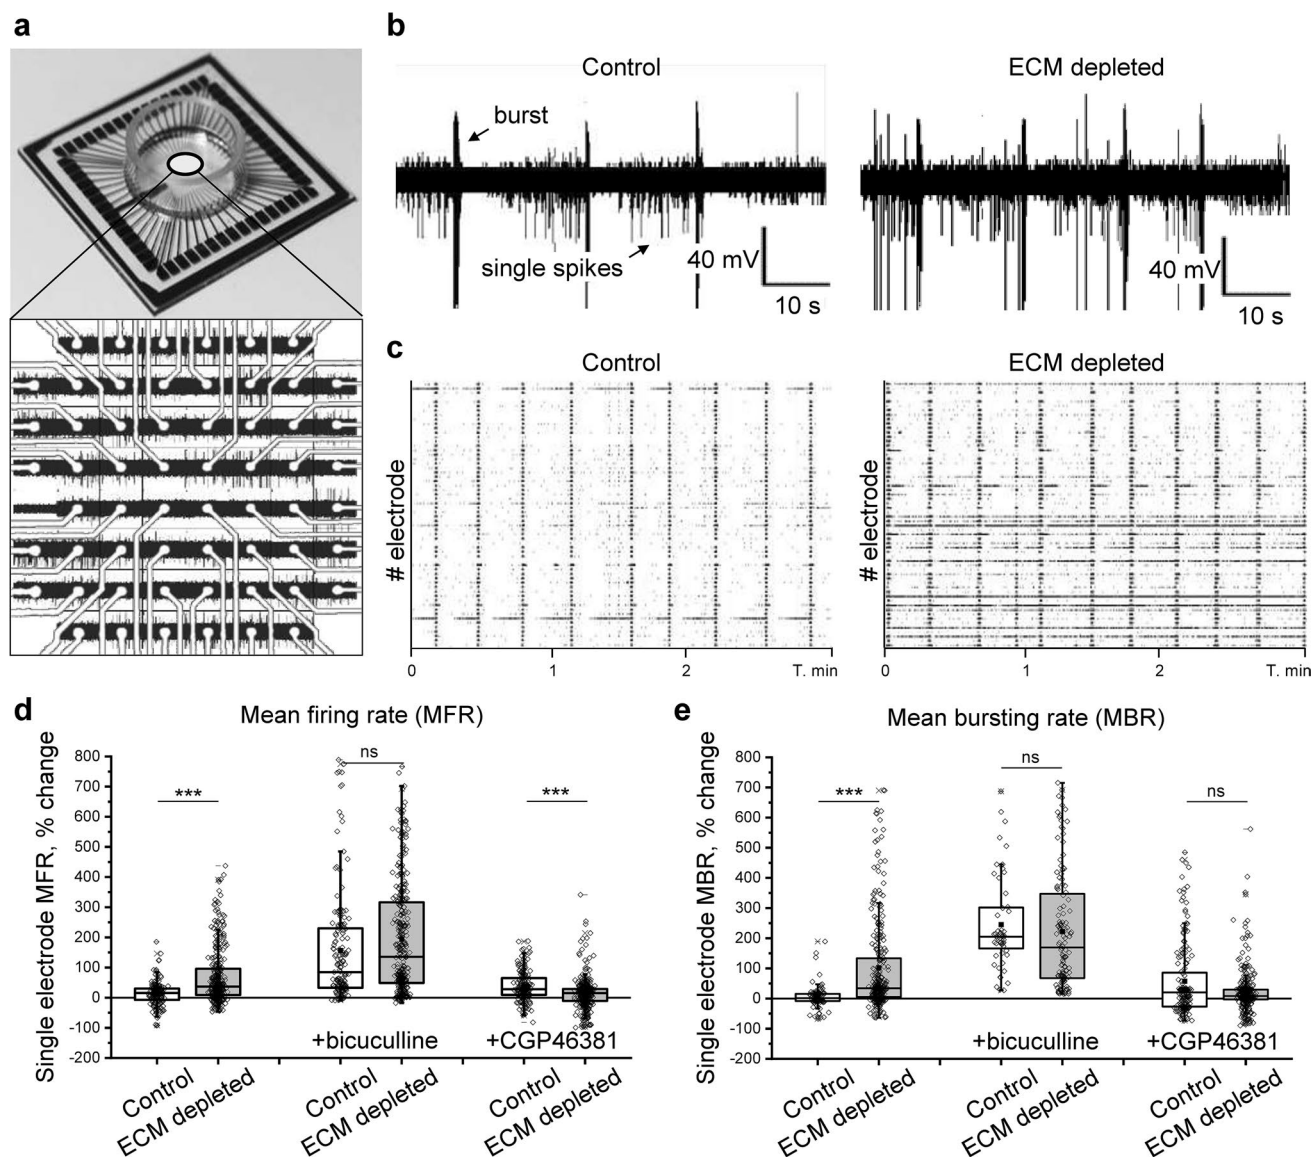 a
b
Control
ECM depleted
burst
single spikes
40 mV
10 s
40 mV
10 s
c
Control
ECM depleted
# electrode
0
1
2
T. min
# electrode
0
1
2
T. min
d
Mean firing rate (MFR)
Single electrode MFR, % change
800
700
600
500
400
300
200
100
0
-100
-200
***
ns
***
+bicuculline
+CGP46381
Control
ECM depleted
Control
ECM depleted
Control
ECM depleted
e
Mean bursting rate (MBR)
Single electrode MBR, % change
800
700
600
500
400
300
200
100
0
-100
-200
***
ns
ns
+bicuculline
+CGP46381
Control
ECM depleted
Control
ECM depleted
Control
ECM depleted